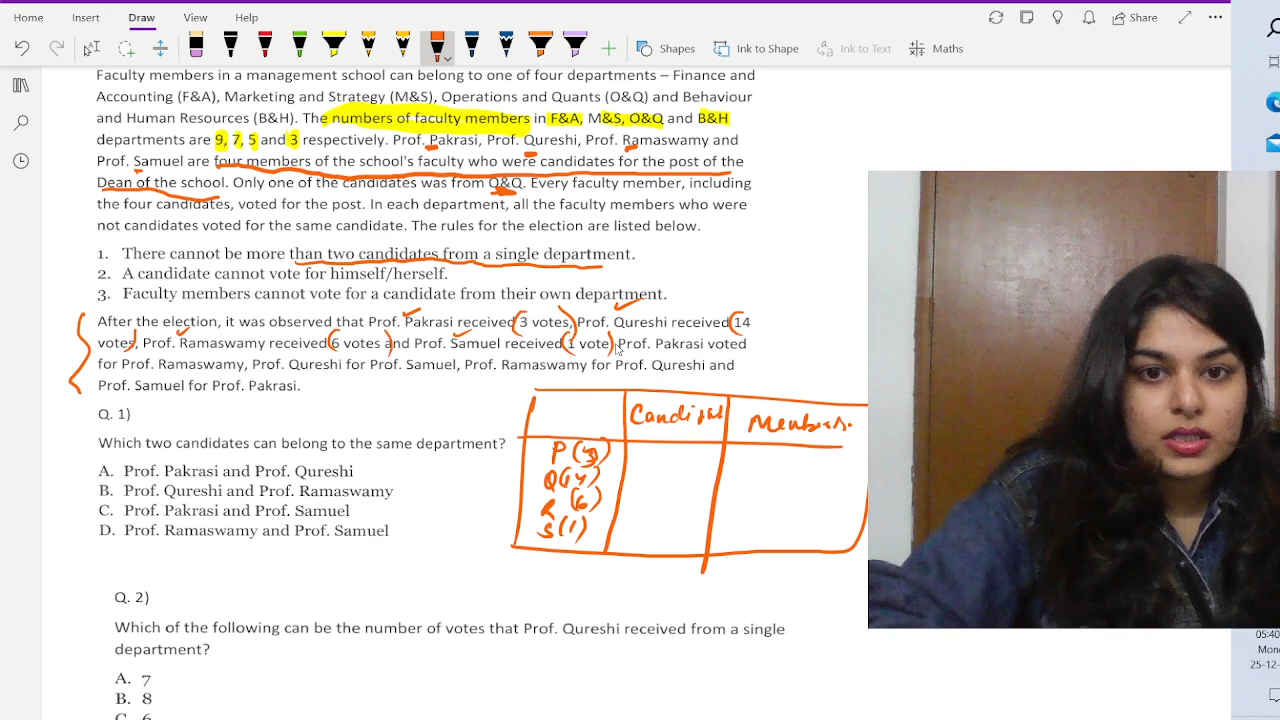 Home Insert Draw View Help
Share
Shapes Ink to Shape Ink to Text Maths
Faculty members in a management school can belong to one of four departments – Finance and
Accounting (F&A), Marketing and Strategy (M&S), Operations and Quants (O&Q) and Behaviour
and Human Resources (B&H). The numbers of faculty members in F&A, M&S, O&Q and B&H
departments are 9, 7, 5 and 3 respectively. Prof. Pakrasi, Prof. Qureshi, Prof. Ramaswamy and
Prof. Samuel are four members of the school's faculty who were candidates for the post of the
Dean of the school. Only one of the candidates was from O&Q. Every faculty member, including
the four candidates, voted for the post. In each department, all the faculty members who were
not candidates voted for the same candidate. The rules for the election are listed below.
1. There cannot be more than two candidates from a single department.
2. A candidate cannot vote for himself/herself.
3. Faculty members cannot vote for a candidate from their own department.
After the election, it was observed that Prof. Pakrasi received 3 votes, Prof. Qureshi received 14
votes, Prof. Ramaswamy received 6 votes and Prof. Samuel received 1 vote. Prof. Pakrasi voted
for Prof. Ramaswamy, Prof. Qureshi for Prof. Samuel, Prof. Ramaswamy for Prof. Qureshi and
Prof. Samuel for Prof. Pakrasi.
Q. 1)
Which two candidates can belong to the same department?
A. Prof. Pakrasi and Prof. Qureshi
B. Prof. Qureshi and Prof. Ramaswamy
C. Prof. Pakrasi and Prof. Samuel
D. Prof. Ramaswamy and Prof. Samuel
Members.
P (3)
Q (14)
R (6)
S (1)
Q. 2)
Which of the following can be the number of votes that Prof. Qureshi received from a single
department?
A. 7
B. 8
C. 6
05:40
Mon
25-12-